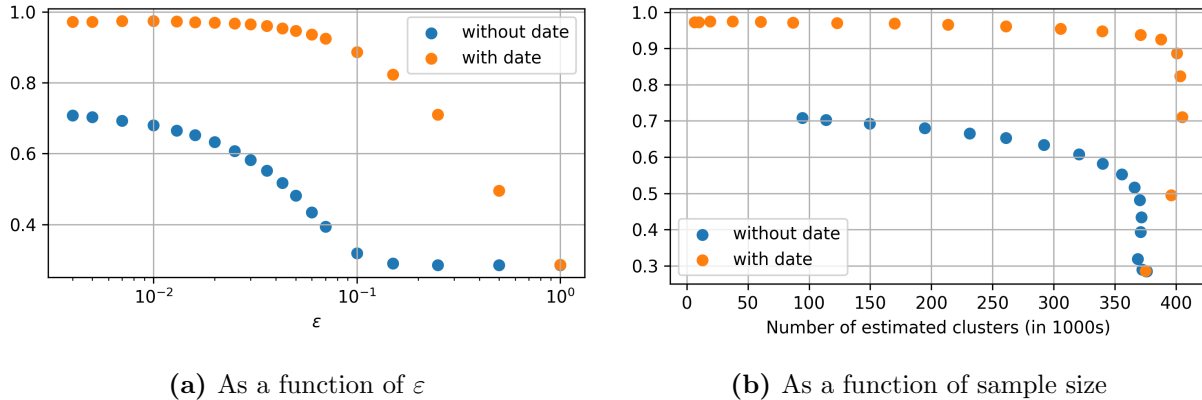 1.0
0.8
0.6
0.4
without date
with date
10⁻²
10⁻¹
10⁰
ε
(a) As a function of ε
1.0
0.9
0.8
0.7
0.6
0.5
0.4
0.3
without date
with date
0 50 100 150 200 250 300 350 400
Number of estimated clusters (in 1000s)
(b) As a function of sample size